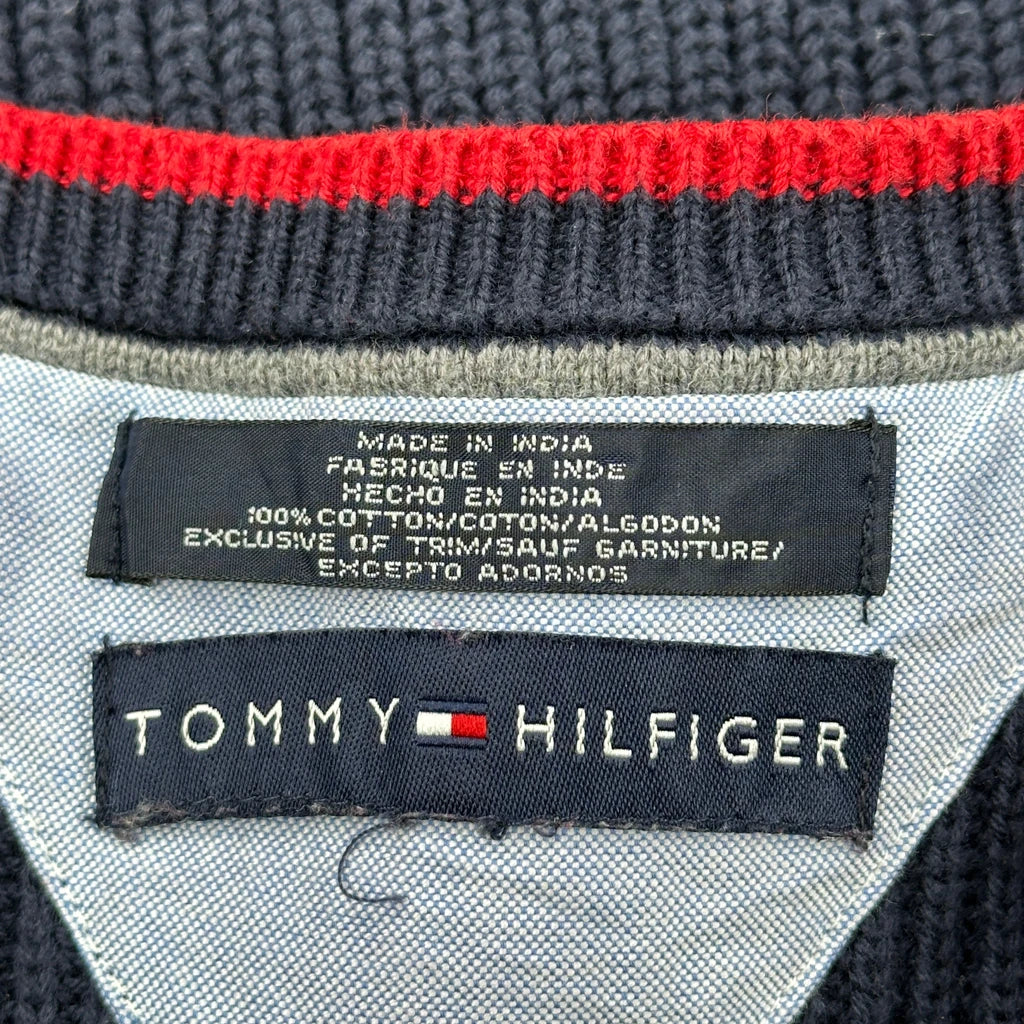 MADE IN INDIA
FABRIQUE EN INDE
HECHO EN INDIA
100% COTTON/COTON/ALGODON
EXCLUSIVE OF TRIM/SAUF GARNITURE/
EXCEPTO ADORNOS
TOMMY HILFIGER